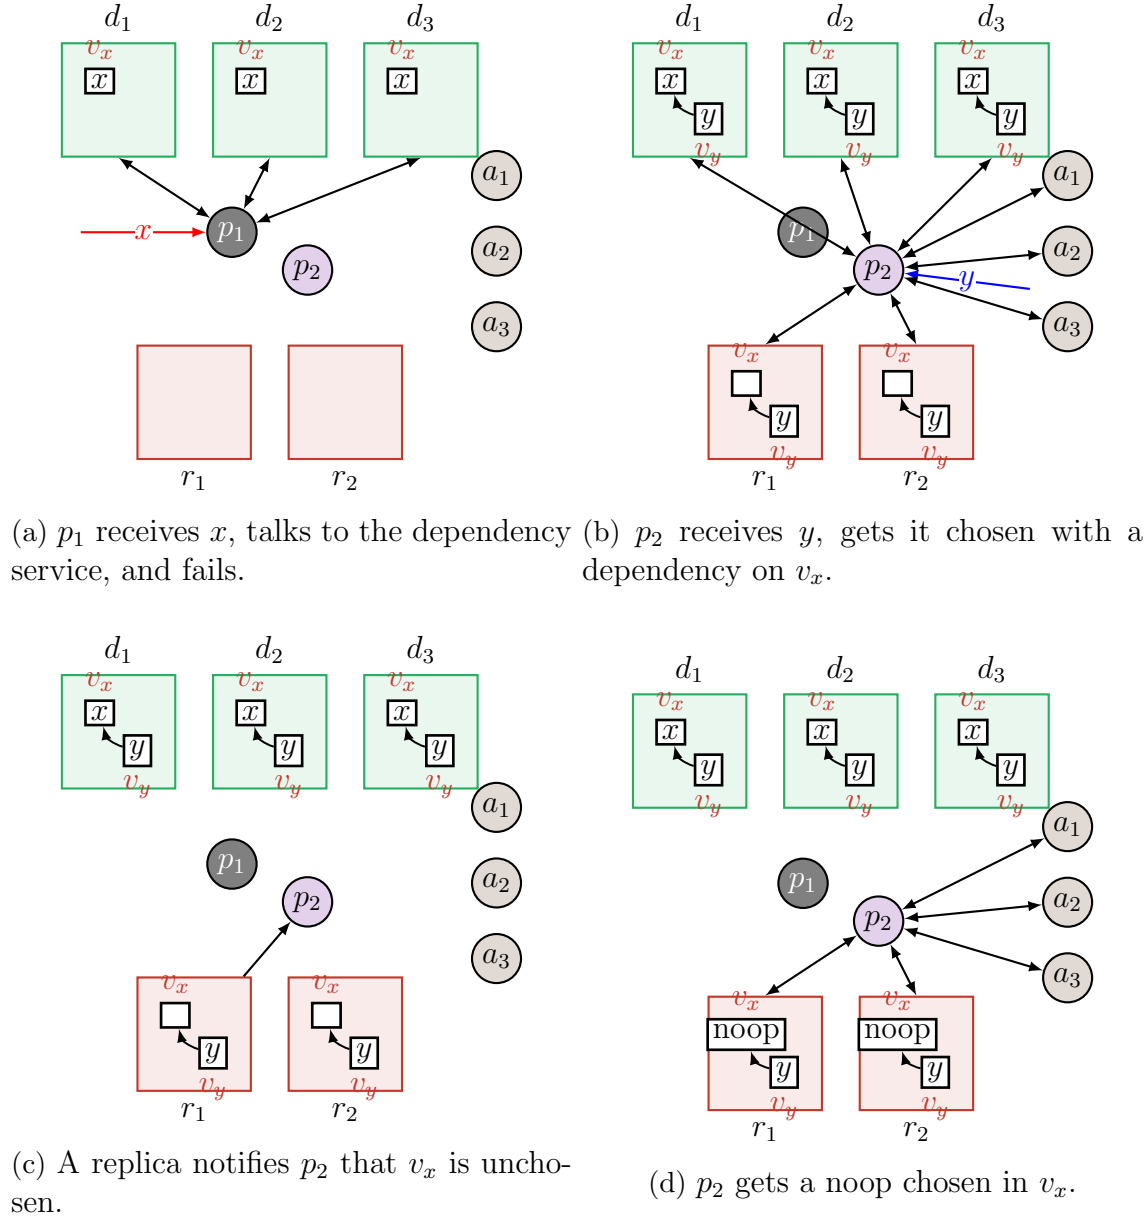 d1 d2 d3
vx vx vx
x x x
a1
x p1
a2
p2
a3
r1 r2
(a) p1 receives x, talks to the dependency
service, and fails.
d1 d2 d3
vx vx vx
x x x
y y y
vy vy vy
a1
p1
a2
p2
y
a3
vx vx
y y
vy vy
r1 r2
(b) p2 receives y, gets it chosen with a
dependency on vx.
d1 d2 d3
vx vx vx
x x x
y y y
vy vy vy
a1
p1
a2
p2
a3
vx vx
y y
vy vy
r1 r2
(c) A replica notifies p2 that vx is uncho-
sen.
d1 d2 d3
vx vx vx
x x x
y y y
vy vy vy
a1
p1
a2
p2
a3
vx vx
noop noop
y y
vy vy
r1 r2
(d) p2 gets a noop chosen in vx.